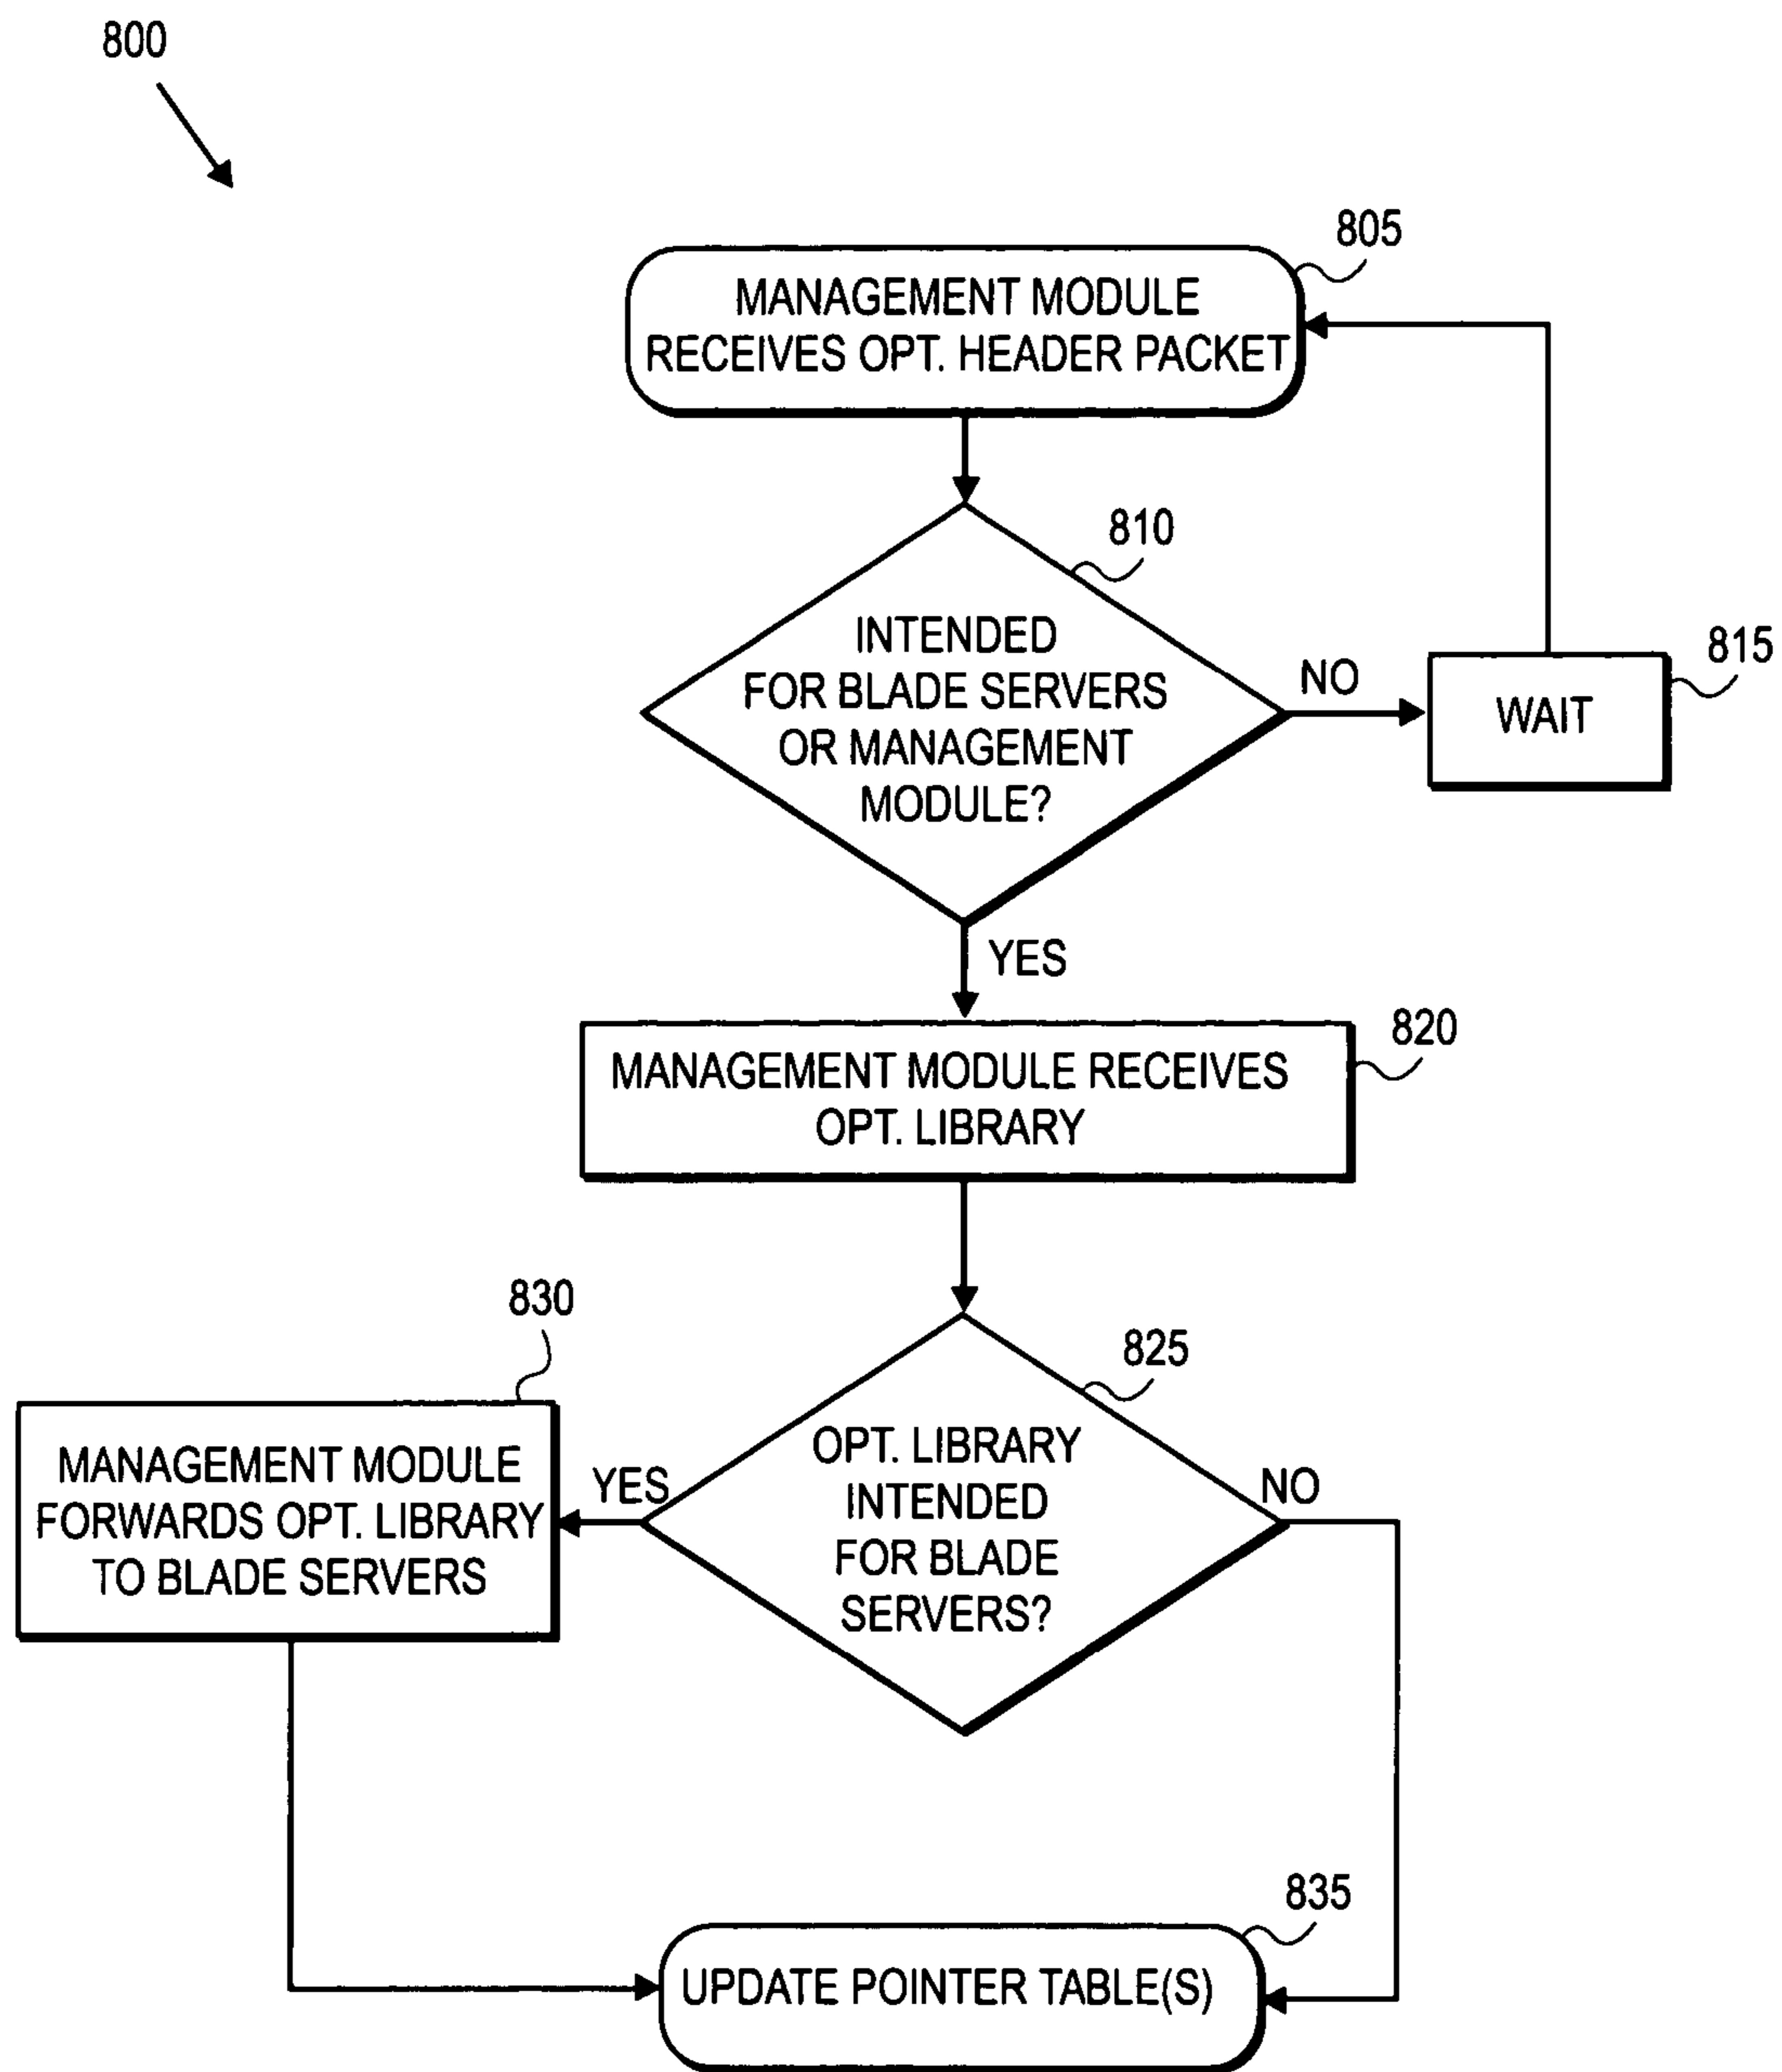 800
805
MANAGEMENT MODULE
RECEIVES OPT. HEADER PACKET
810
INTENDED
FOR BLADE SERVERS
OR MANAGEMENT
MODULE?
NO
815
WAIT
YES
820
MANAGEMENT MODULE RECEIVES
OPT. LIBRARY
830
825
MANAGEMENT MODULE
FORWARDS OPT. LIBRARY
TO BLADE SERVERS
YES
OPT. LIBRARY
INTENDED
FOR BLADE
SERVERS?
NO
835
UPDATE POINTER TABLE(S)